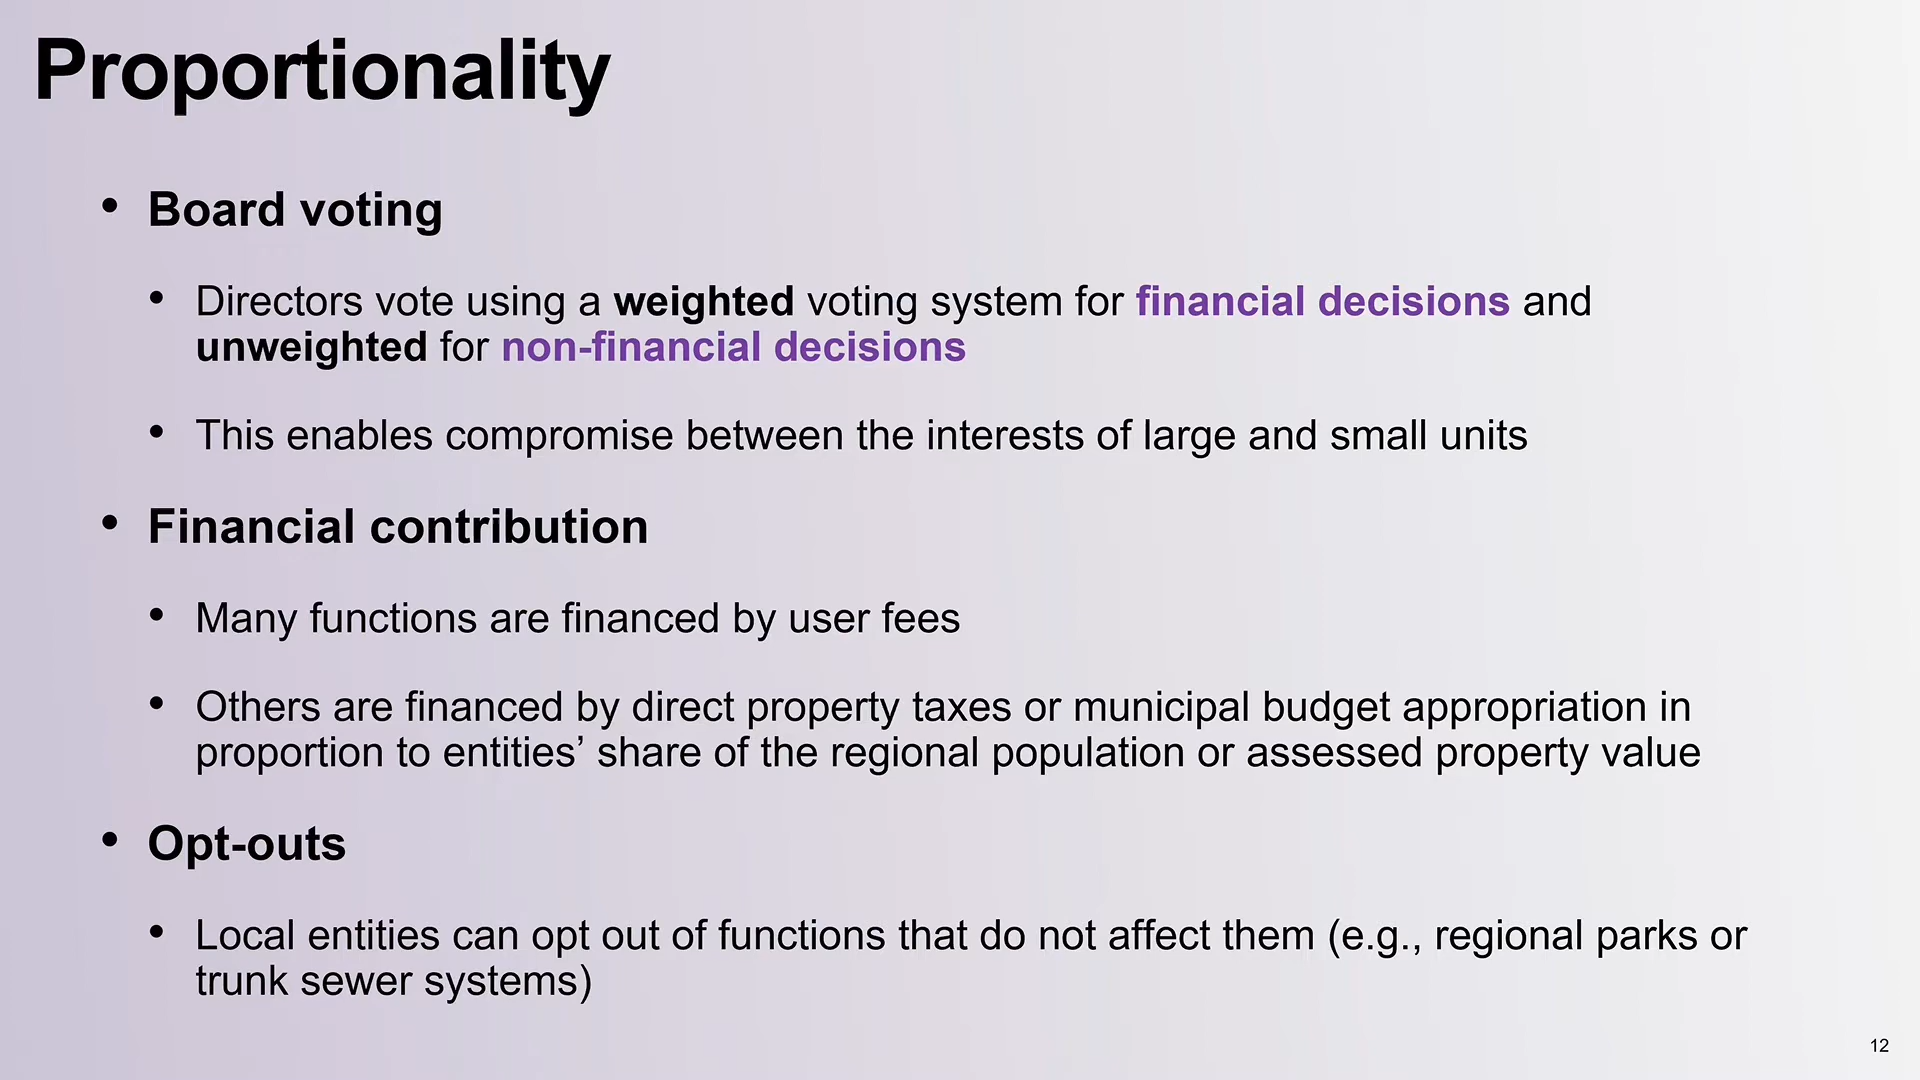 Proportionality
• Board voting
• Directors vote using a weighted voting system for financial decisions and
unweighted for non-financial decisions
• This enables compromise between the interests of large and small units
• Financial contribution
• Many functions are financed by user fees
• Others are financed by direct property taxes or municipal budget appropriation in
proportion to entities’ share of the regional population or assessed property value
• Opt-outs
• Local entities can opt out of functions that do not affect them (e.g., regional parks or
trunk sewer systems)
12